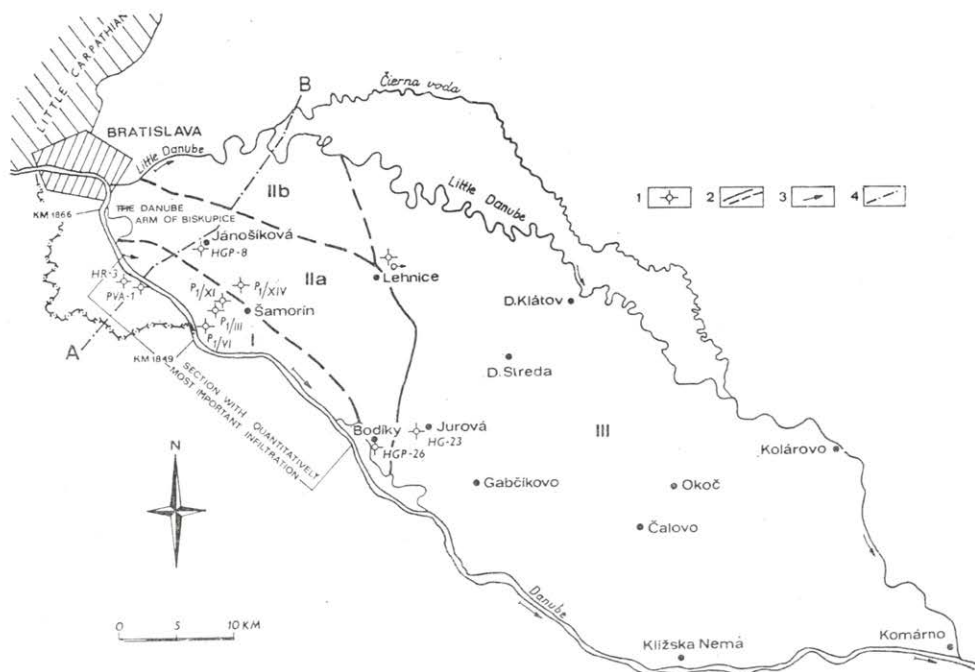 LITTLE CARPATHIAN
BRATISLAVA
B
Čierna voda
Little Danube
IIb
Little Danube
1
2
3
4
KM 1866
THE DANUBE
ARM OF BISKUPICE
Jánošíková
HGP-8
Lehnice
HR-3
PVA-1
IIa
P1/XI
P1/XIV
Šamorín
P1/III
P1/VI
I
D.Klátov
A
KM 1849
SECTION WITH QUANTITATIVELY
MOST IMPORTANT
INFILTRATION
D.Streda
Bodíky
HGP-26
Jurová
HG-23
III
Kolárovo
N
Gabčíkovo
Okoč
Čalovo
Danube
0 5 10 KM
Klížska Nemá
Komárno